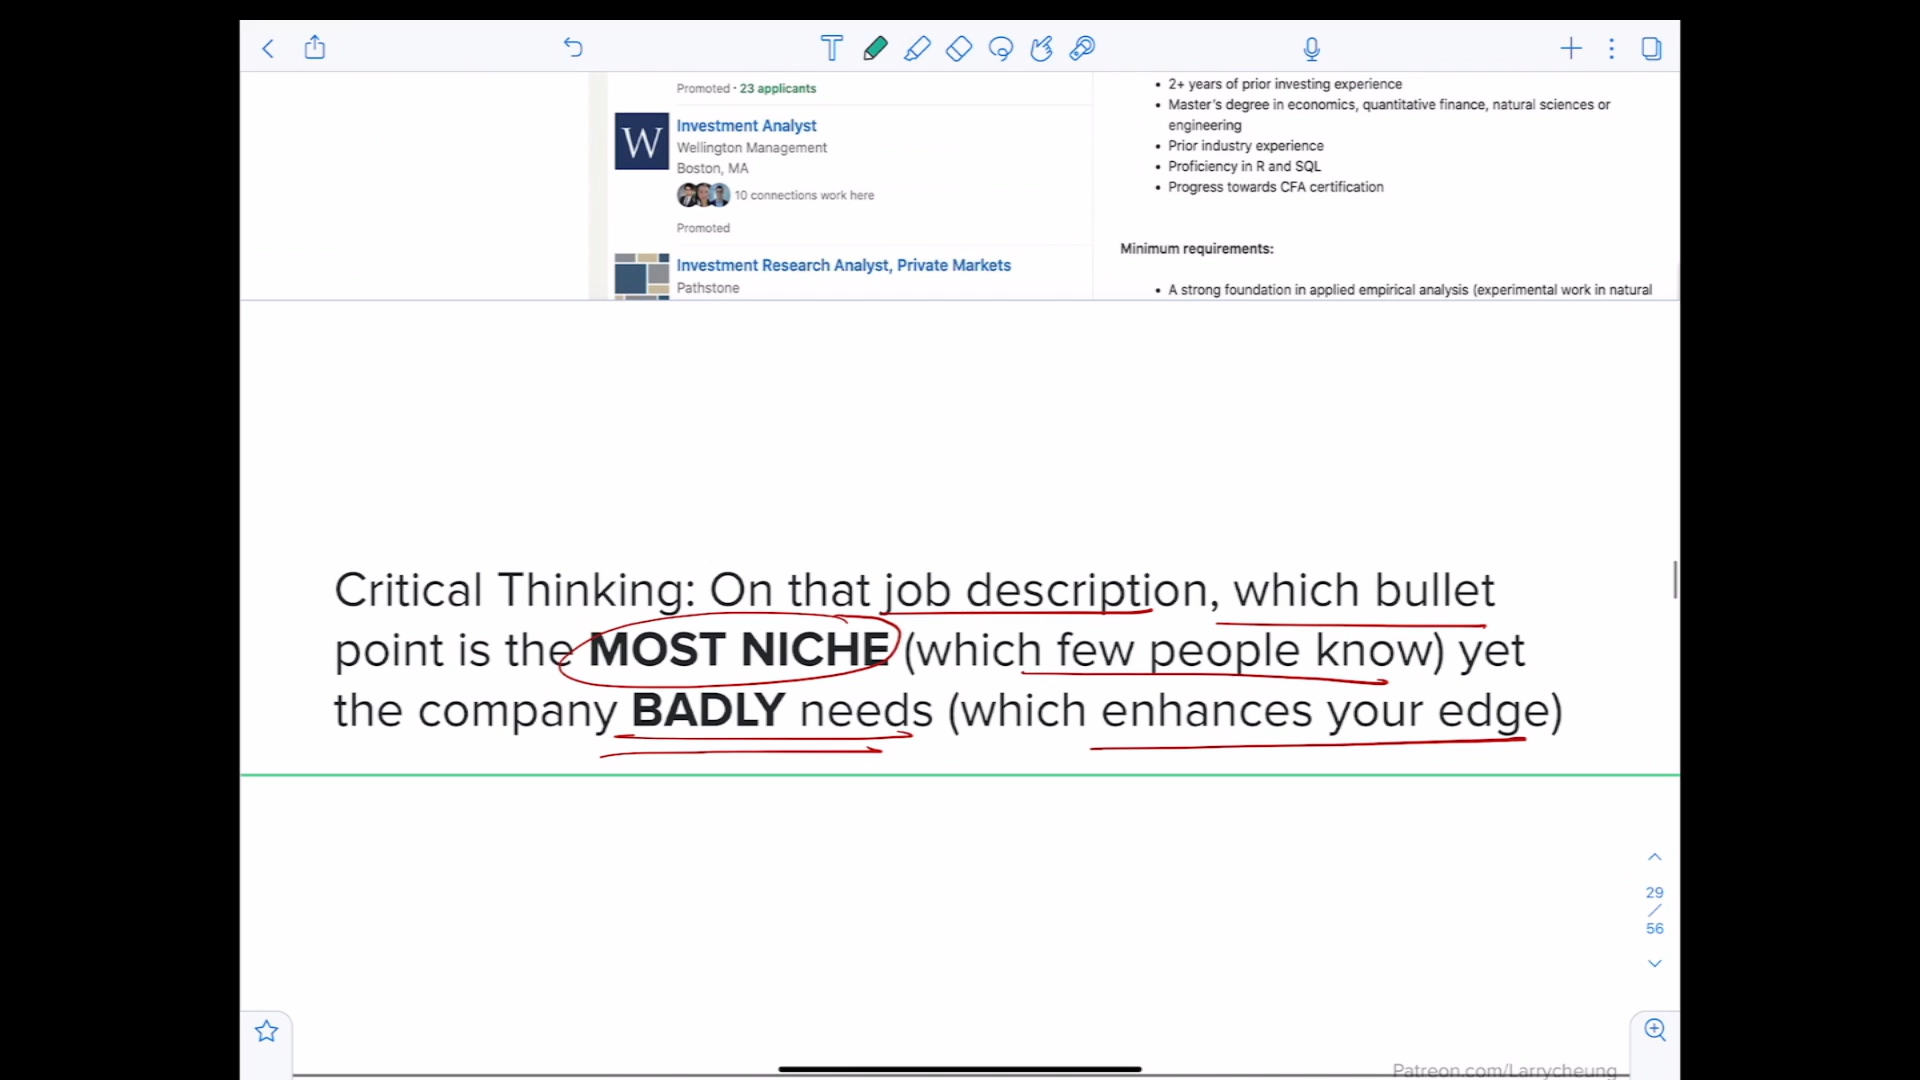 Promoted · 23 applicants
W
Investment Analyst
Wellington Management
Boston, MA
10 connections work here
Promoted
Investment Research Analyst, Private Markets
Pathstone
• 2+ years of prior investing experience
• Master's degree in economics, quantitative finance, natural sciences or
engineering
• Prior industry experience
• Proficiency in R and SQL
• Progress towards CFA certification
Minimum requirements:
• A strong foundation in applied empirical analysis (experimental work in natural
Critical Thinking: On that job description, which bullet
point is the MOST NICHE (which few people know) yet
the company BADLY needs (which enhances your edge)
29
/
56
Patreon.com/Larrycheung